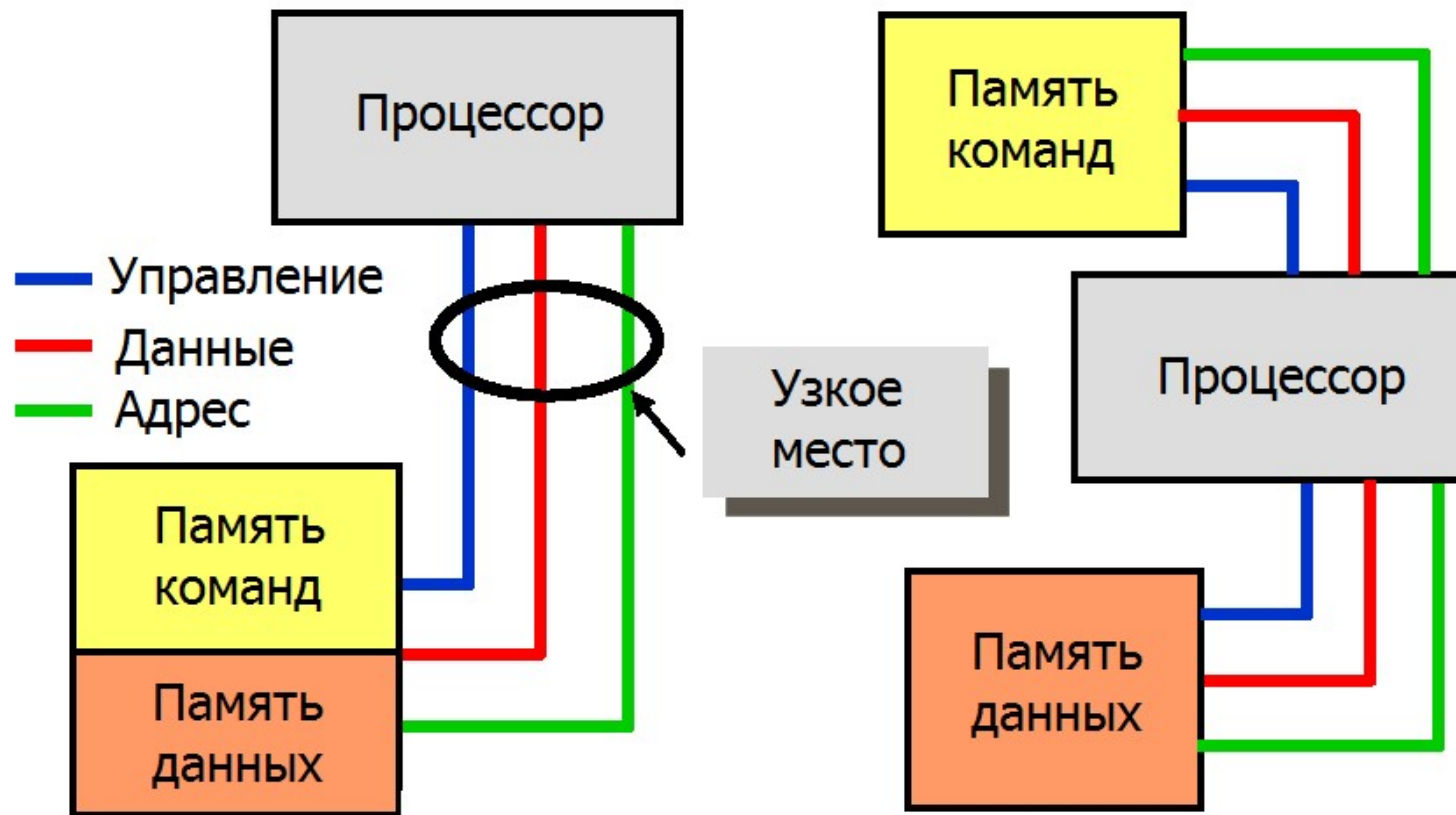 Процессор
Управление
Данные
Адрес
Узкое
место
Память
команд
Память
данных
Память
команд
Процессор
Память
данных